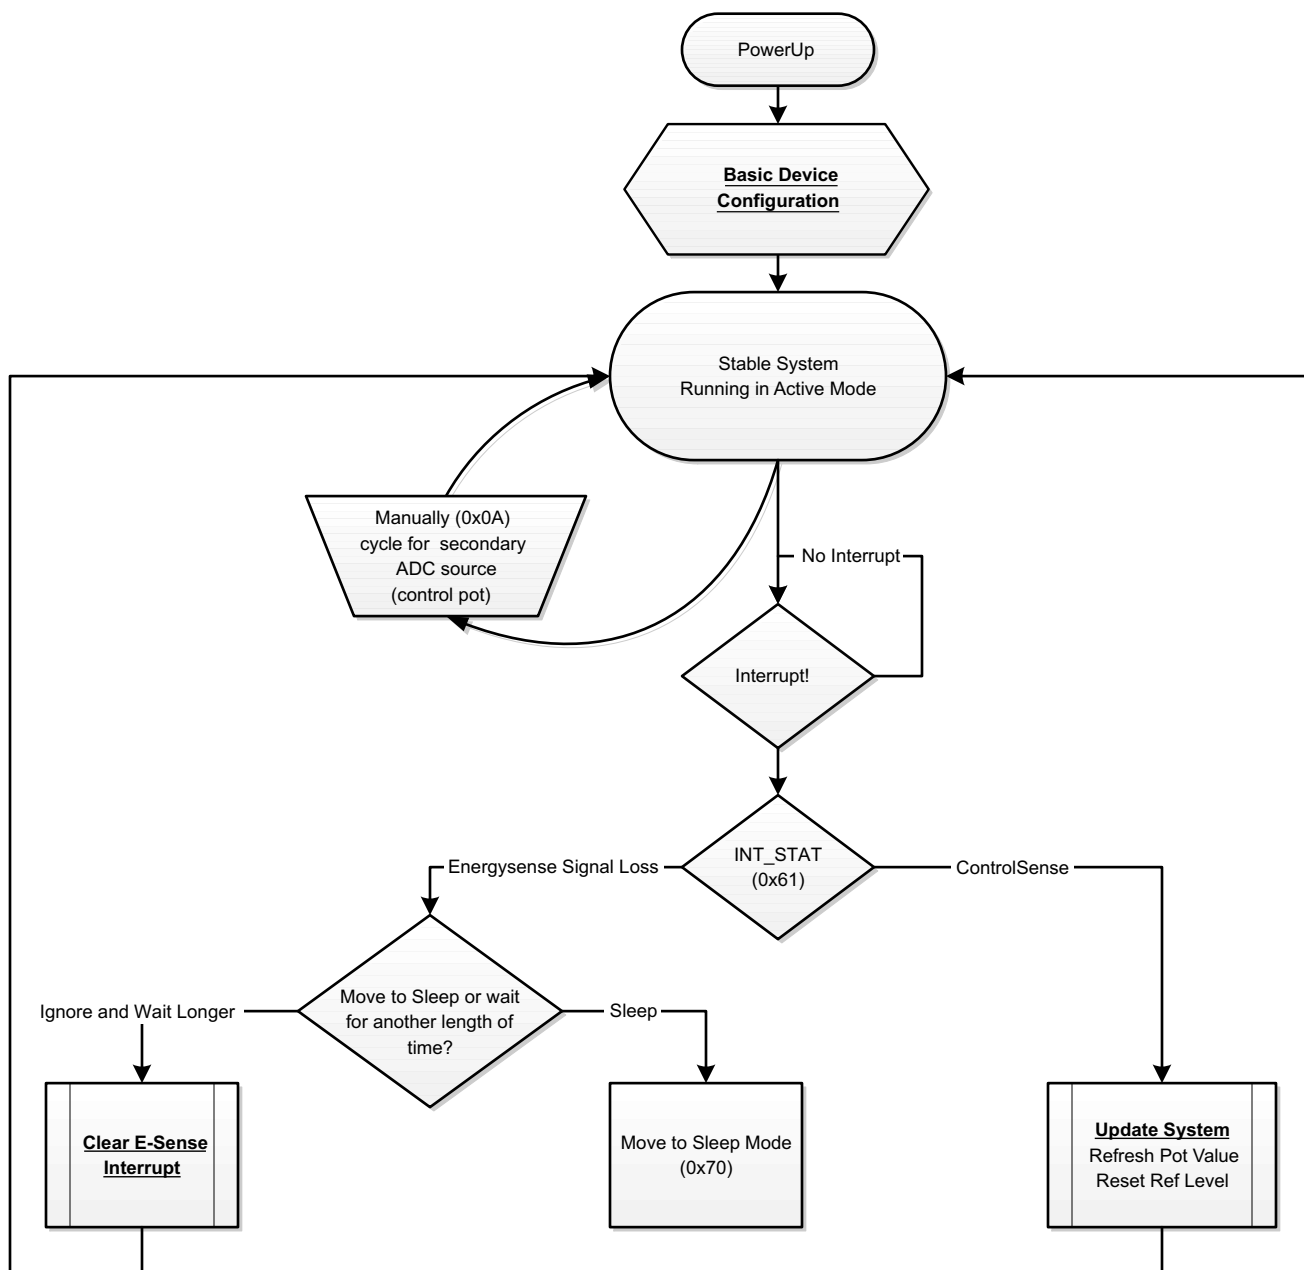 PowerUp
Basic Device
Configuration
Stable System
Running in Active Mode
Manually (0x0A)
cycle for secondary
ADC source
(control pot)
No Interrupt
Interrupt!
INT_STAT
(0x61)
Energysense Signal Loss
ControlSense
Move to Sleep or wait
for another length of
time?
Ignore and Wait Longer
Sleep
Clear E-Sense
Interrupt
Move to Sleep Mode
(0x70)
Update System
Refresh Pot Value
Reset Ref Level